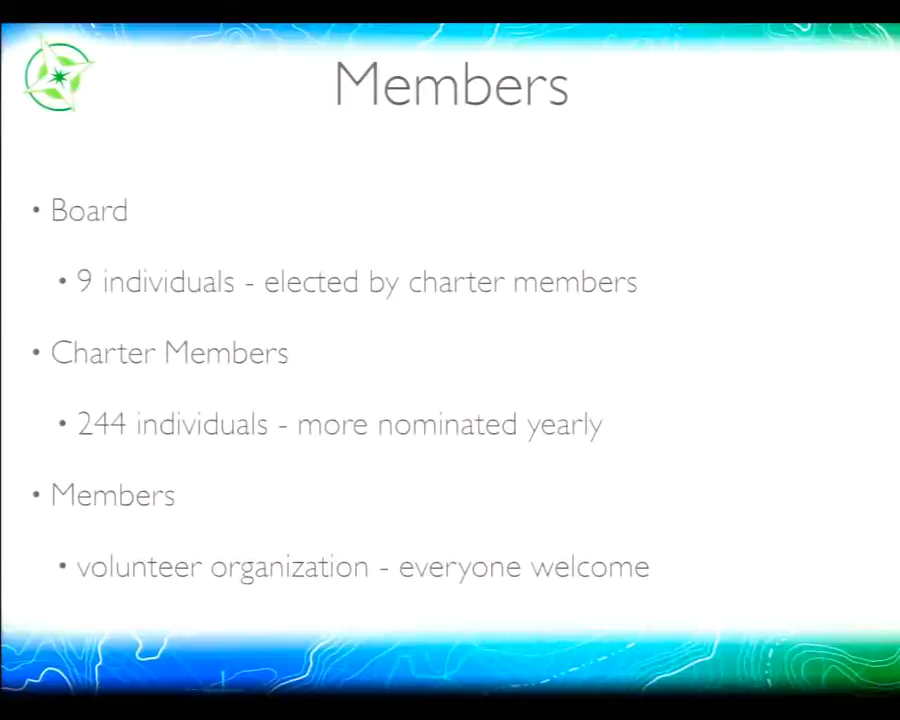 Members
• Board
• 9 individuals - elected by charter members
• Charter Members
• 244 individuals - more nominated yearly
• Members
• volunteer organization - everyone welcome